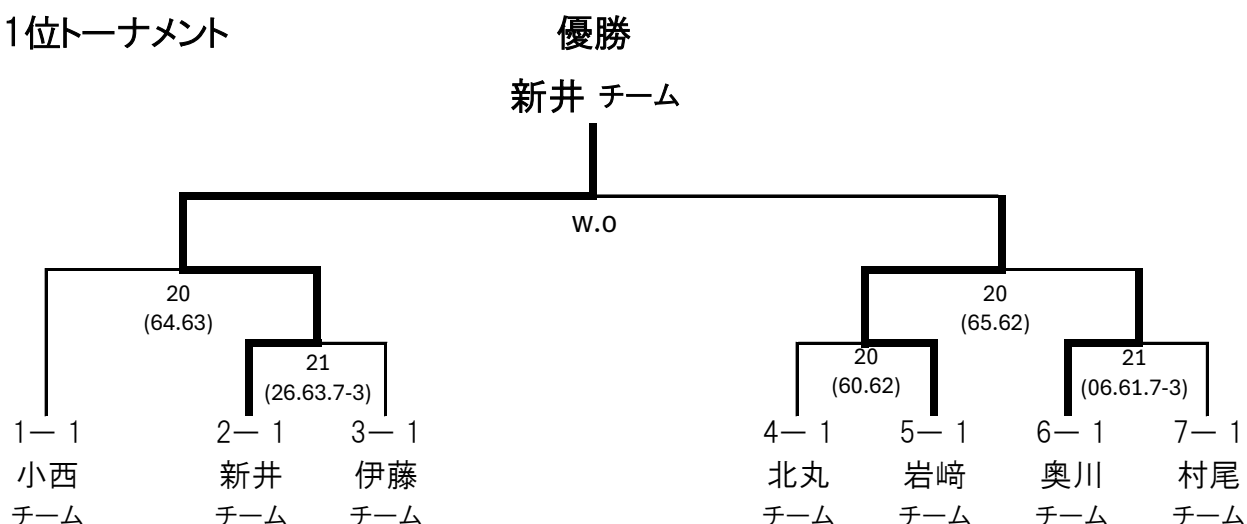 1位トーナメント 優勝
新井 チーム
w.o
20 20
(64.63) (65.62)
21 20 21
(26.63.7-3) (60.62) (06.61.7-3)
1ー 1 2ー 1 3ー 1 4ー 1 5ー 1 6ー 1 7ー 1
小西 新井 伊藤 北丸 岩﨑 奥川 村尾
チーム チーム チーム チーム チーム チーム チーム